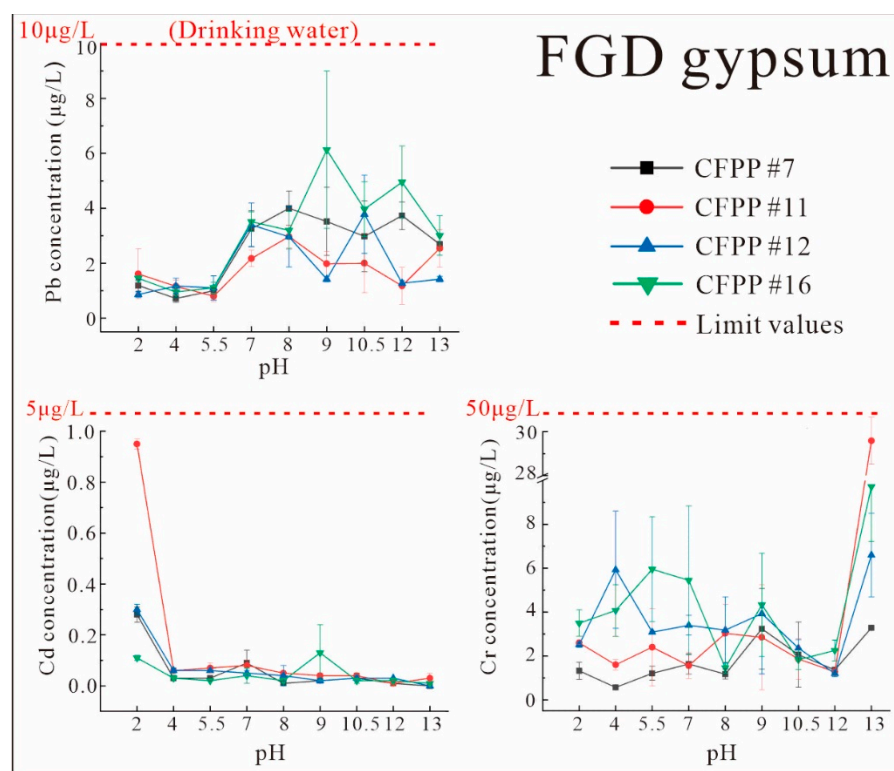 10μg/L (Drinking water)
FGD gypsum
10
8
6
4
2
0
Pb concentration (μg/L)
2 4 5.5 7 8 9 10.5 12 13
pH
CFPP #7
CFPP #11
CFPP #12
CFPP #16
Limit values
5μg/L
1.0
0.8
0.6
0.4
0.2
0.0
Cd concentration(μg/L)
2 4 5.5 7 8 9 10.5 12 13
pH
50μg/L
30
28
8
6
4
2
0
Cr concentration(μg/L)
2 4 5.5 7 8 9 10.5 12 13
pH